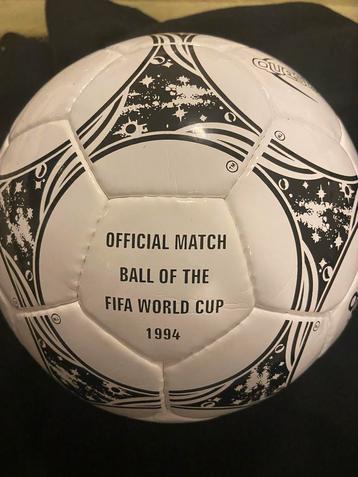 OFFICIAL MATCH
BALL OF THE
FIFA WORLD CUP
1994